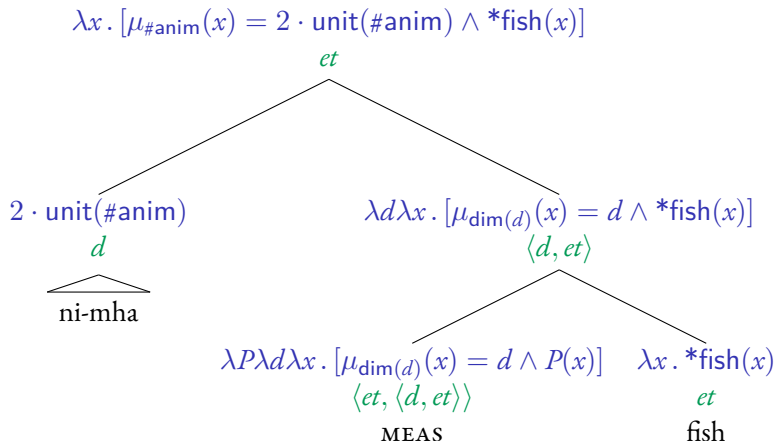 λx . [μ#anim(x) = 2 · unit(#anim) ∧ *fish(x)]
et
2 · unit(#anim)
d
ni-mha
λdλx . [μdim(d)(x) = d ∧ *fish(x)]
⟨d, et⟩
λPλdλx . [μdim(d)(x) = d ∧ P(x)]
⟨et, ⟨d, et⟩⟩
MEAS
λx . *fish(x)
et
fish